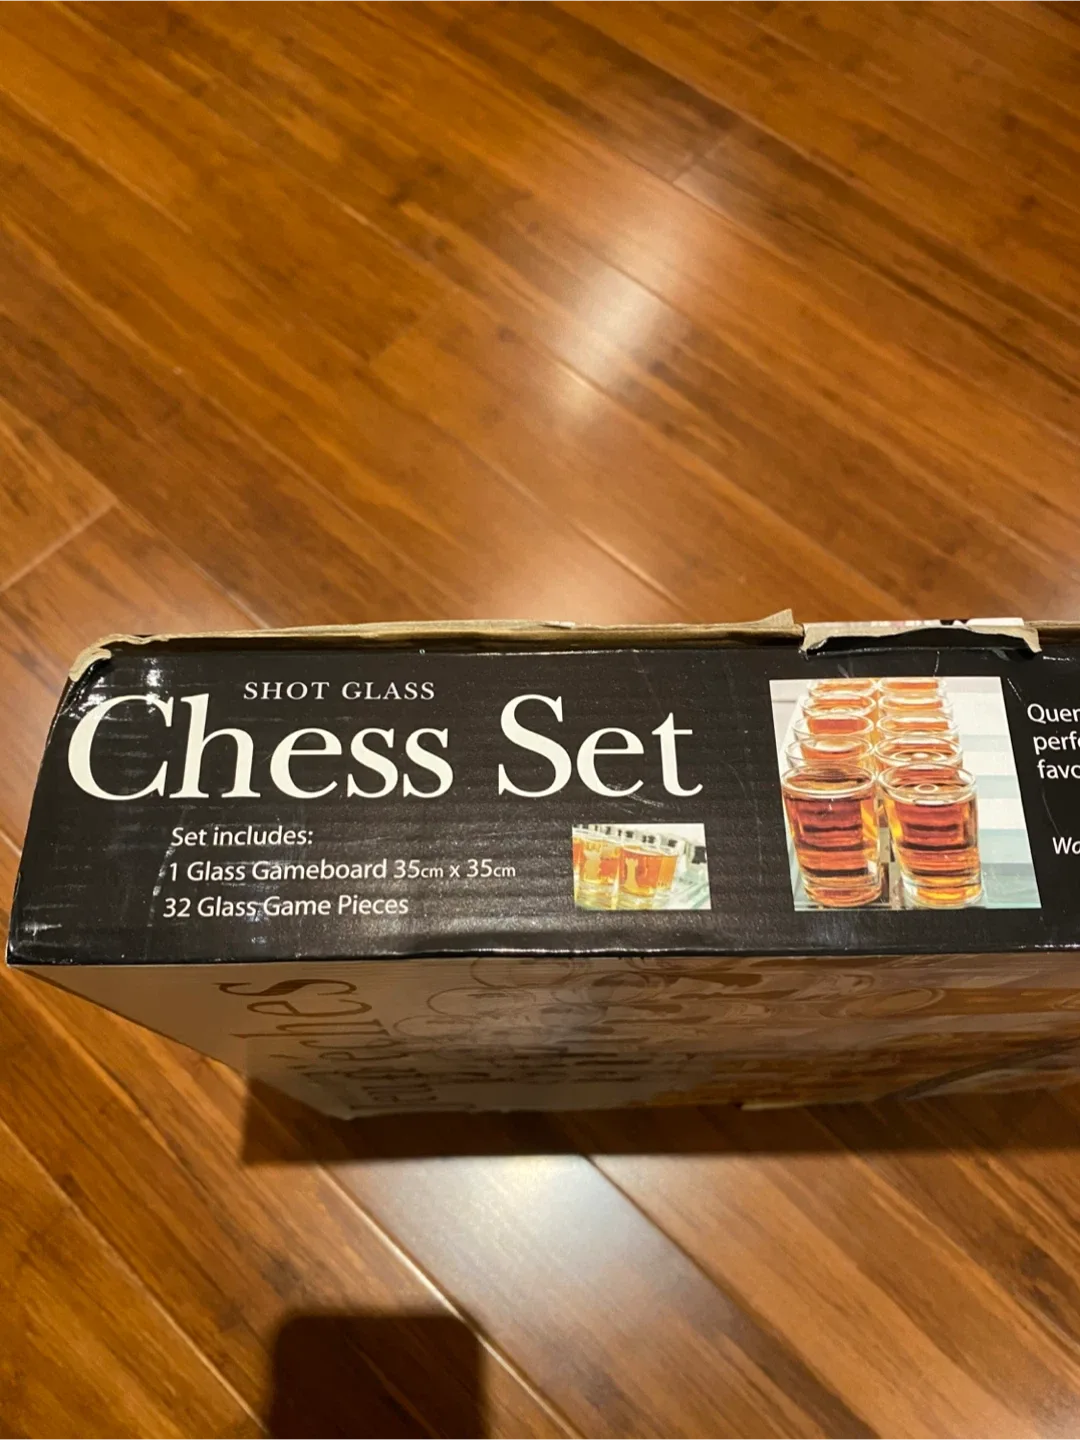 SHOT GLASS
Chess Set
Set includes:
1 Glass Gameboard 35cm x 35cm
32 Glass Game Pieces